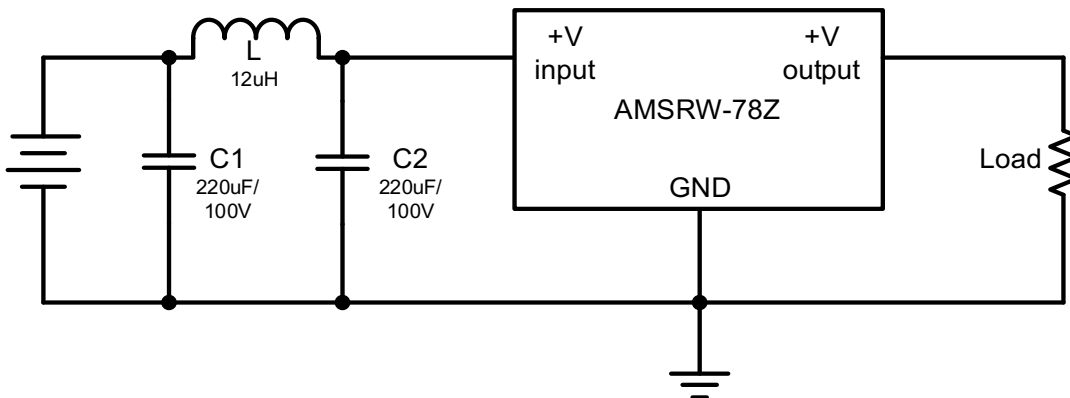 L
12uH
+V
input
+V
output
AMSRW-78Z
C1
220uF/
100V
C2
220uF/
100V
GND
Load